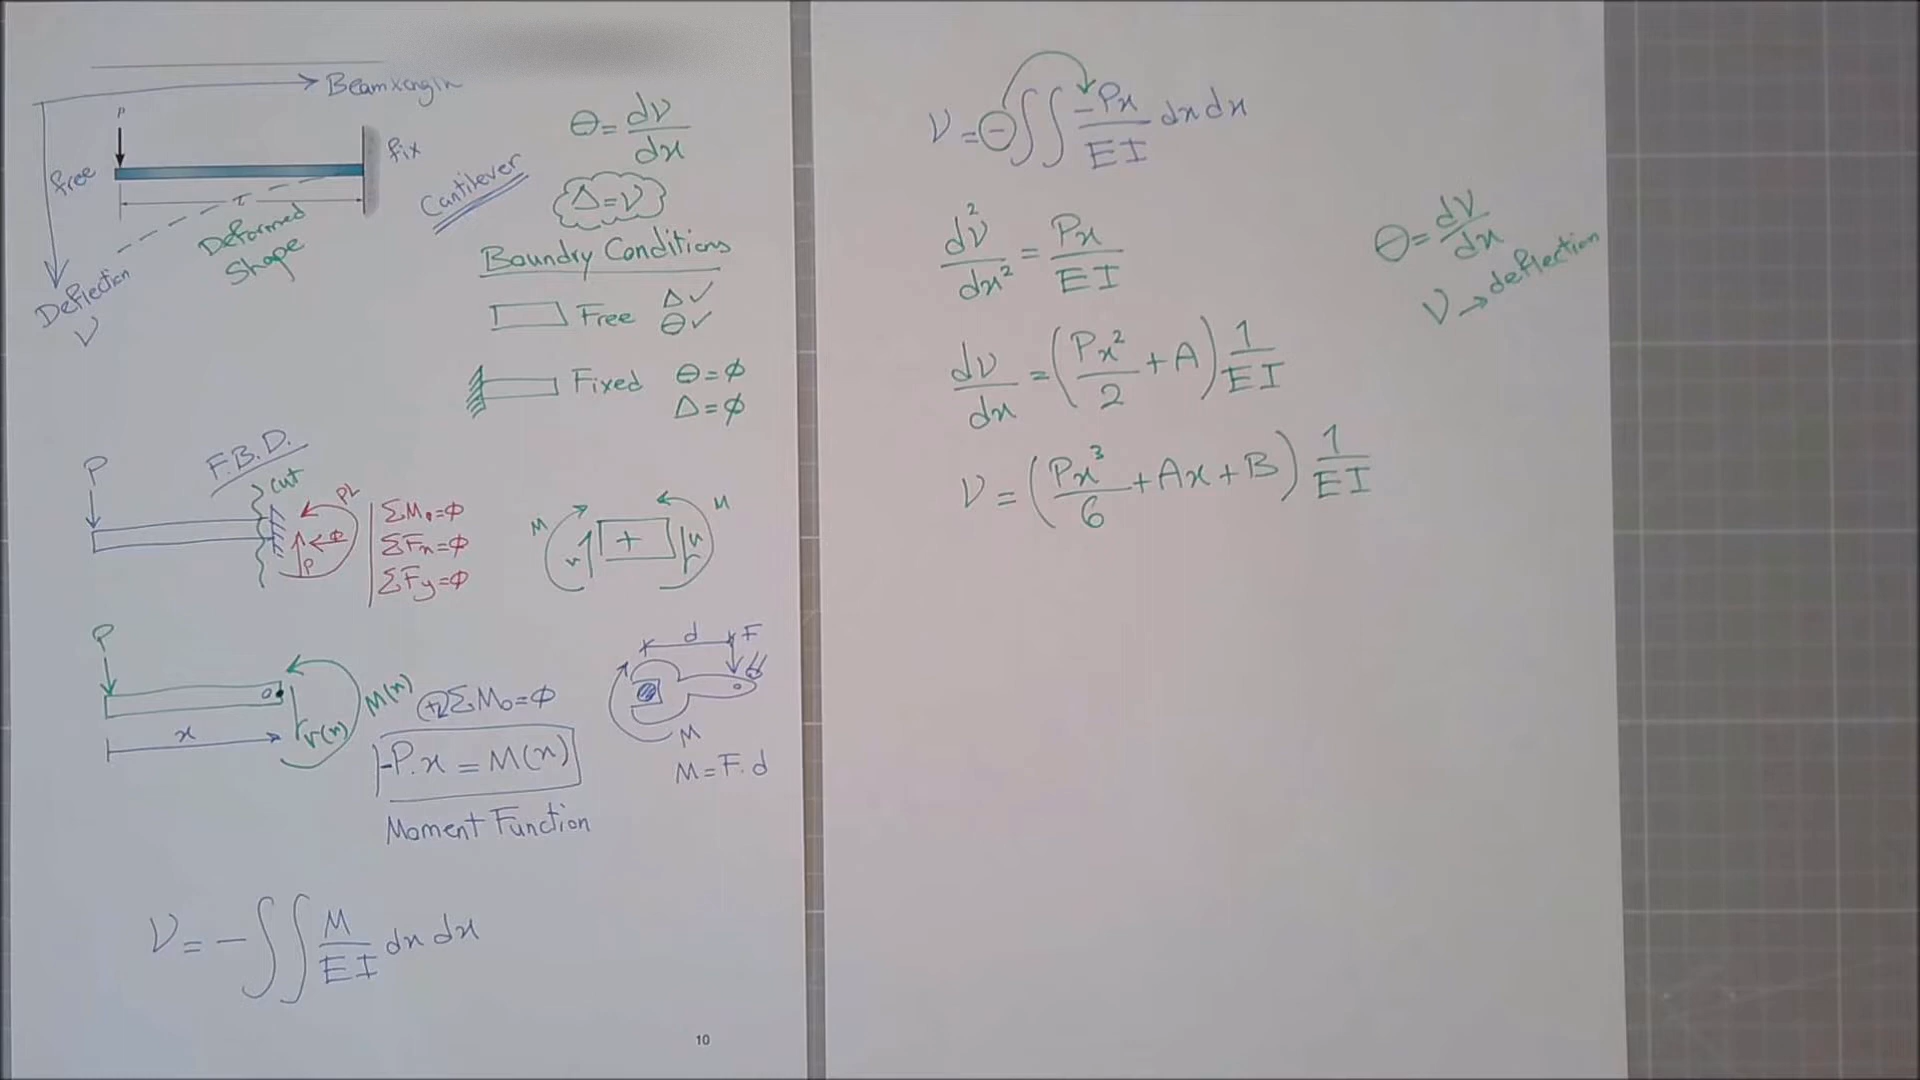 Beam
P
free
fix
Deformed
Shape
Deflection
ν
Cantilever
θ = dν/dx
Δ = ν
Boundry Conditions
Free Δ ✓
θ ✓
Fixed θ = ϕ
Δ = ϕ
F.B.D.
P
cut
PL
ϕ
P
ΣM₀ = ϕ
ΣFx = ϕ
ΣFy = ϕ
M + M
P
x
M(x)
V(x)
ΣM₀ = ϕ
-P.x = M(x)
Moment Function
d F
M
M = F.d
ν = -∫∫ M/EI dx dx
10
ν = -∫∫ -Px/EI dx dx
d²ν/dx² = Px/EI
dν/dx = (Px²/2 + A) 1/EI
ν = (Px³/6 + Ax + B) 1/EI
θ = dν/dx
ν → deflection